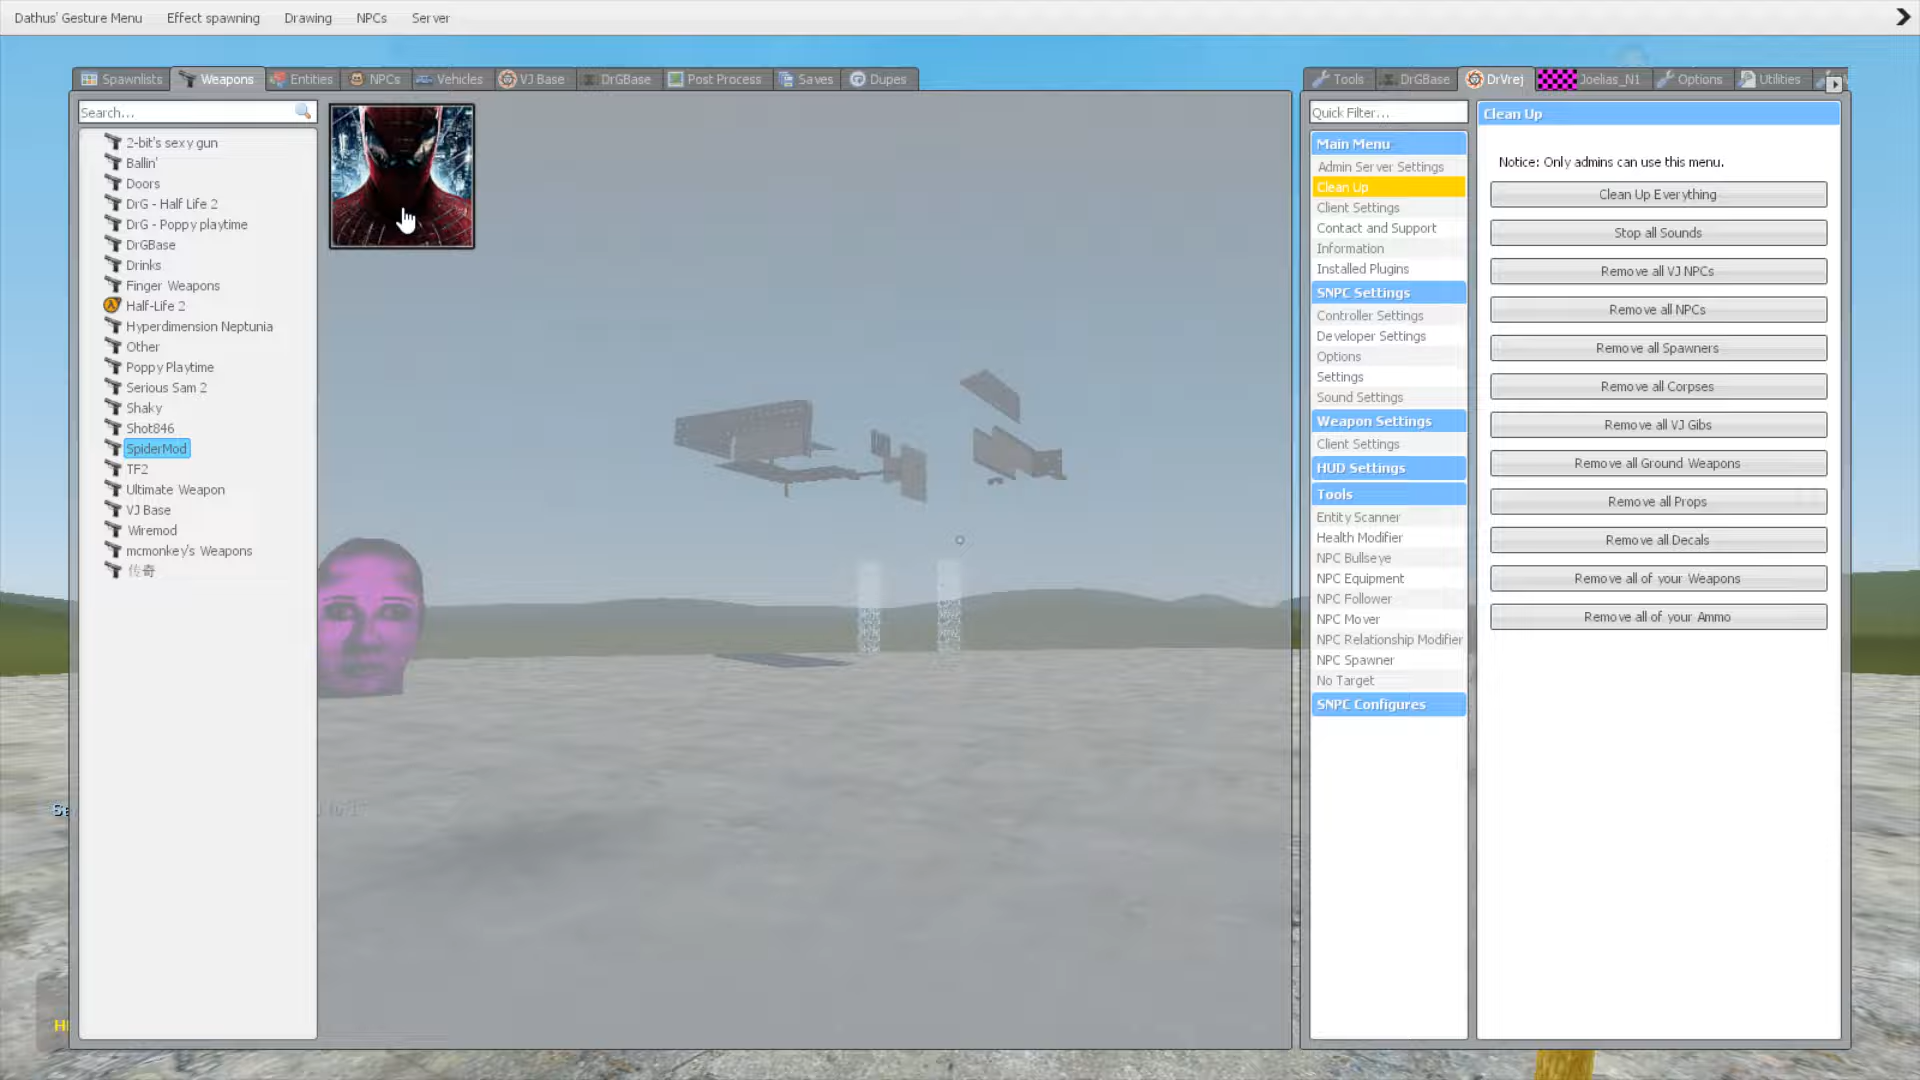 Dathus' Gesture Menu Effect spawning Drawing NPCs Server
Spawnlists Weapons Entities NPCs Vehicles VJ Base DrGBase Post Process Saves Dupes
Search...
2-bit's sexy gun
Ballin'
Doors
DrG - Half Life 2
DrG - Poppy playtime
DrGBase
Drinks
Finger Weapons
Half-Life 2
Hyperdimension Neptunia
Other
Poppy Playtime
Serious Sam 2
Shaky
Shot846
SpiderMod
TF2
Ultimate Weapon
VJ Base
Wiremod
mcmonkey's Weapons
传奇
Tools DrGBase DrVrej Joelias_N1 Options Utilities
Quick Filter...
Main Menu
Admin Server Settings
Clean Up
Client Settings
Contact and Support
Information
Installed Plugins
SNPC Settings
Controller Settings
Developer Settings
Options
Settings
Sound Settings
Weapon Settings
Client Settings
HUD Settings
Tools
Entity Scanner
Health Modifier
NPC Bullseye
NPC Equipment
NPC Follower
NPC Mover
NPC Relationship Modifier
NPC Spawner
No Target
SNPC Configures
Clean Up
Notice: Only admins can use this menu.
Clean Up Everything
Stop all Sounds
Remove all VJ NPCs
Remove all NPCs
Remove all Spawners
Remove all Corpses
Remove all VJ Gibs
Remove all Ground Weapons
Remove all Props
Remove all Decals
Remove all of your Weapons
Remove all of your Ammo